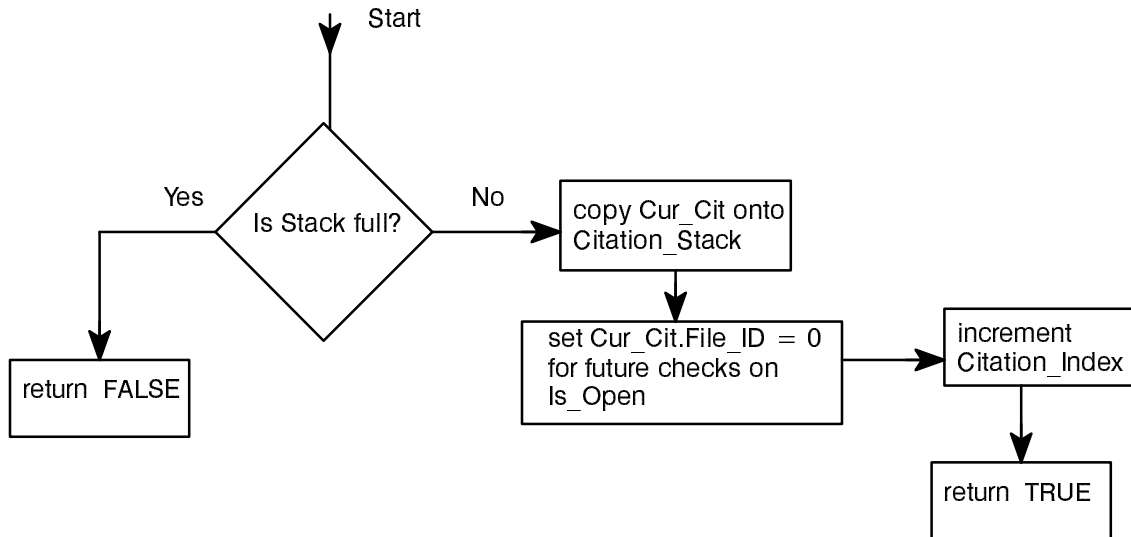 Start
Is Stack full?
Yes
No
return FALSE
copy Cur_Cit onto
Citation_Stack
set Cur_Cit.File_ID = 0
for future checks on
Is_Open
increment
Citation_Index
return TRUE